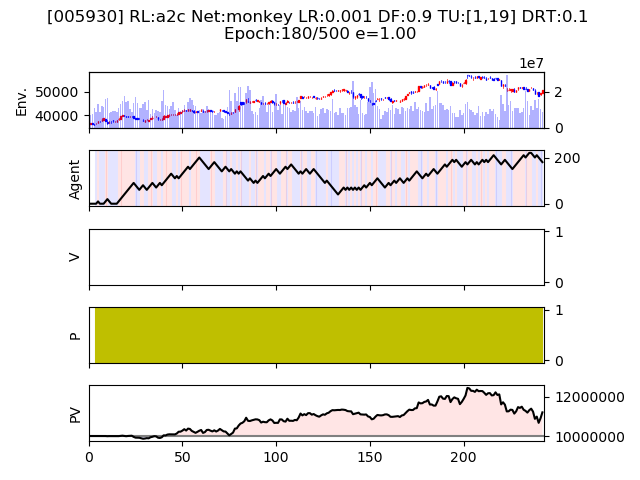 [005930] RL:a2c Net:monkey LR:0.001 DF:0.9 TU:[1,19] DRT:0.1
Epoch:180/500 e=1.00
1e7
Env.
50000
40000
2
0
Agent
200
0
V
1
0
P
1
0
PV
12000000
10000000
0 50 100 150 200